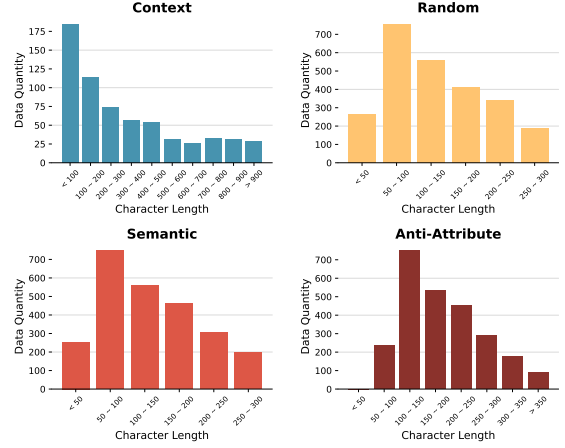 Context
Data Quantity
175
150
125
100
75
50
25
0
< 100
100 ~ 200
200 ~ 300
300 ~ 400
400 ~ 500
500 ~ 600
600 ~ 700
700 ~ 800
800 ~ 900
> 900
Character Length
Random
Data Quantity
700
600
500
400
300
200
100
0
< 50
50 ~ 100
100 ~ 150
150 ~ 200
200 ~ 250
250 ~ 300
Character Length
Semantic
Data Quantity
700
600
500
400
300
200
100
0
< 50
50 ~ 100
100 ~ 150
150 ~ 200
200 ~ 250
250 ~ 300
Character Length
Anti-Attribute
Data Quantity
700
600
500
400
300
200
100
0
< 50
50 ~ 100
100 ~ 150
150 ~ 200
200 ~ 250
250 ~ 300
300 ~ 350
> 350
Character Length